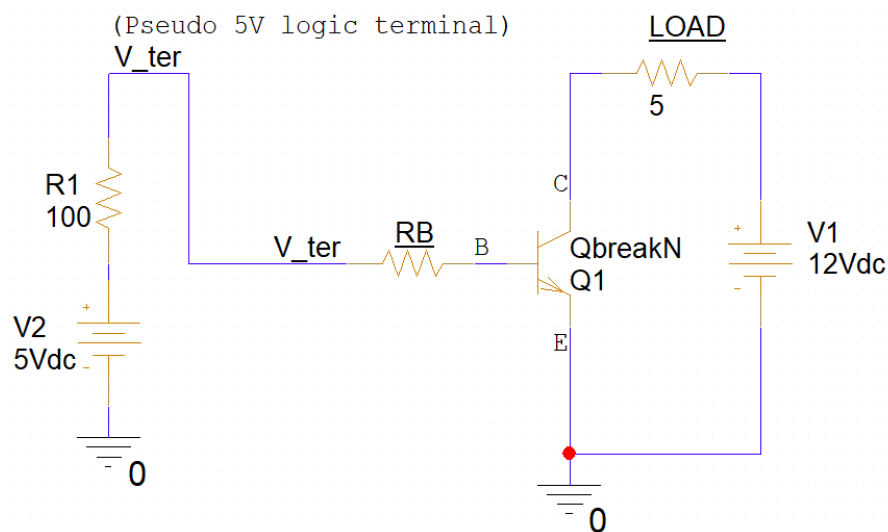 (Pseudo 5V logic terminal)
V_ter
LOAD
5
R1
100
C
V_ter
RB
B
QbreakN
Q1
+
V1
12Vdc
-
+
V2
5Vdc
-
E
0
0